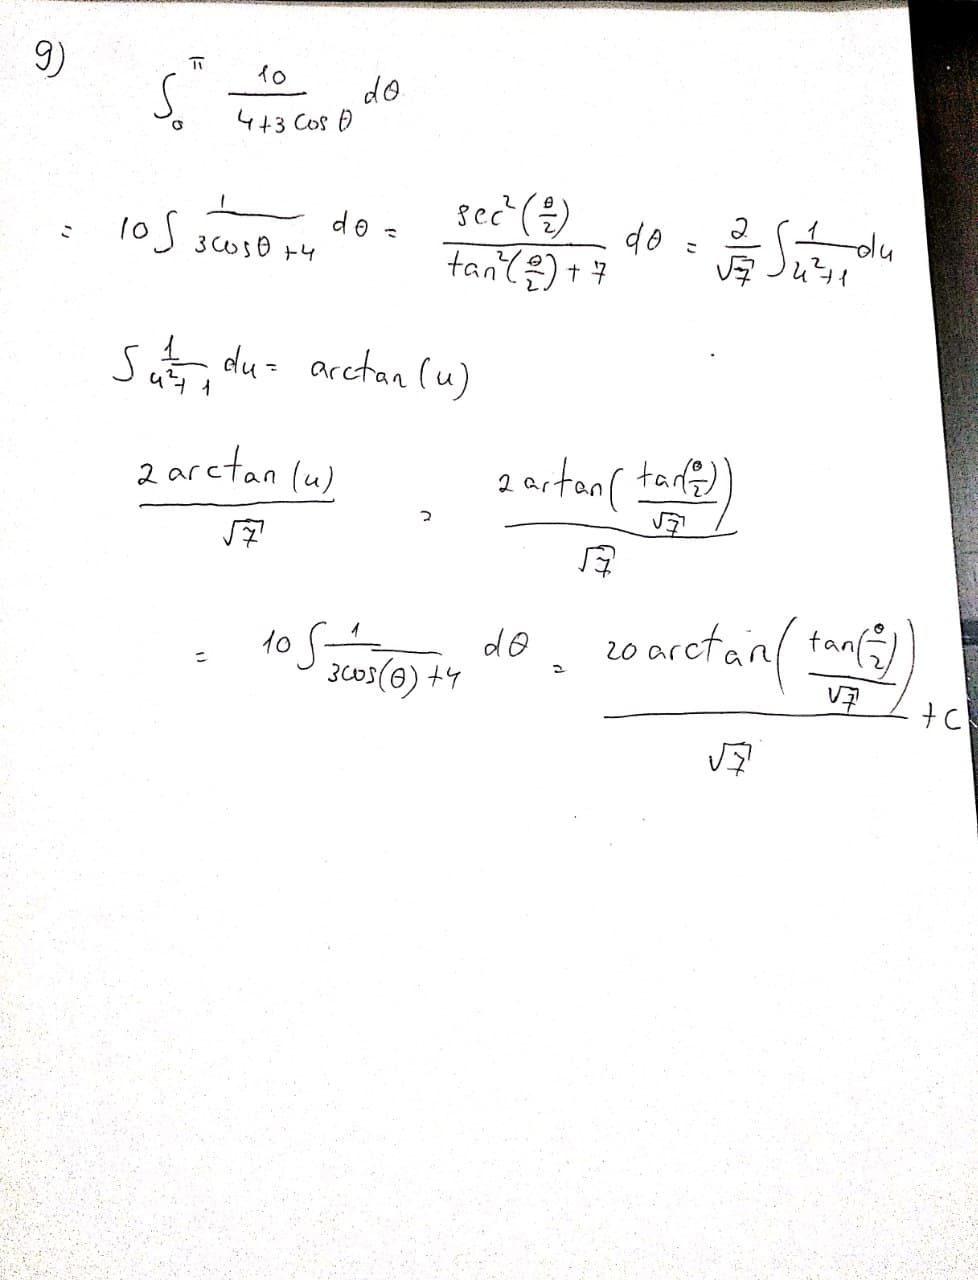 9)
∫₀^π 10/(4+3 cos θ) dθ
= 10 ∫ 1/(3cosθ +4) dθ = sec²(θ/2)/(tan²(θ/2) + 7) dθ = 2/√7 ∫ 1/(u²+1) du
∫ 1/(u²+1) du = arctan (u)
2 arctan (u)/√7 , 2 artan( tan(θ/2)/√7 )/√7
= 10 ∫ 1/(3cos(θ) +4) dθ = 20 arctan( tan(θ/2)/√7 )/√7 + C